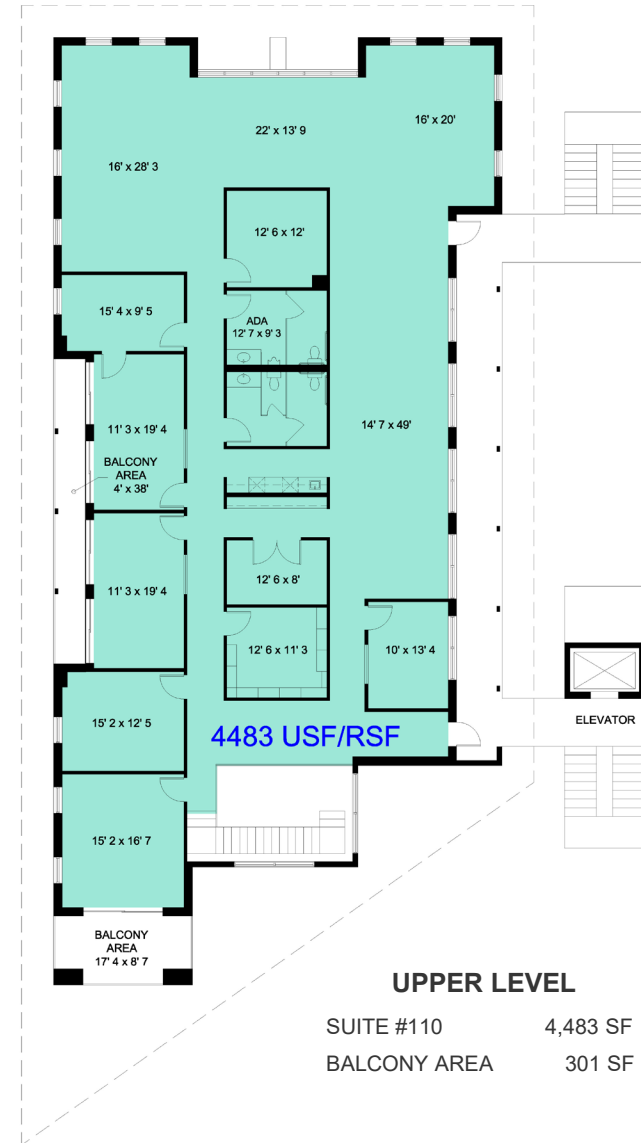 16' x 20'
22' x 13' 9
16' x 28' 3
12' 6 x 12'
15' 4 x 9' 5
ADA
12' 7 x 9' 3
11' 3 x 19' 4
14' 7 x 49'
BALCONY
AREA
4' x 38'
12' 6 x 8'
11' 3 x 19' 4
12' 6 x 11' 3
10' x 13' 4
15' 2 x 12' 5
ELEVATOR
4483 USF/RSF
15' 2 x 16' 7
BALCONY
AREA
17' 4 x 8' 7
UPPER LEVEL
SUITE #110 4,483 SF
BALCONY AREA 301 SF